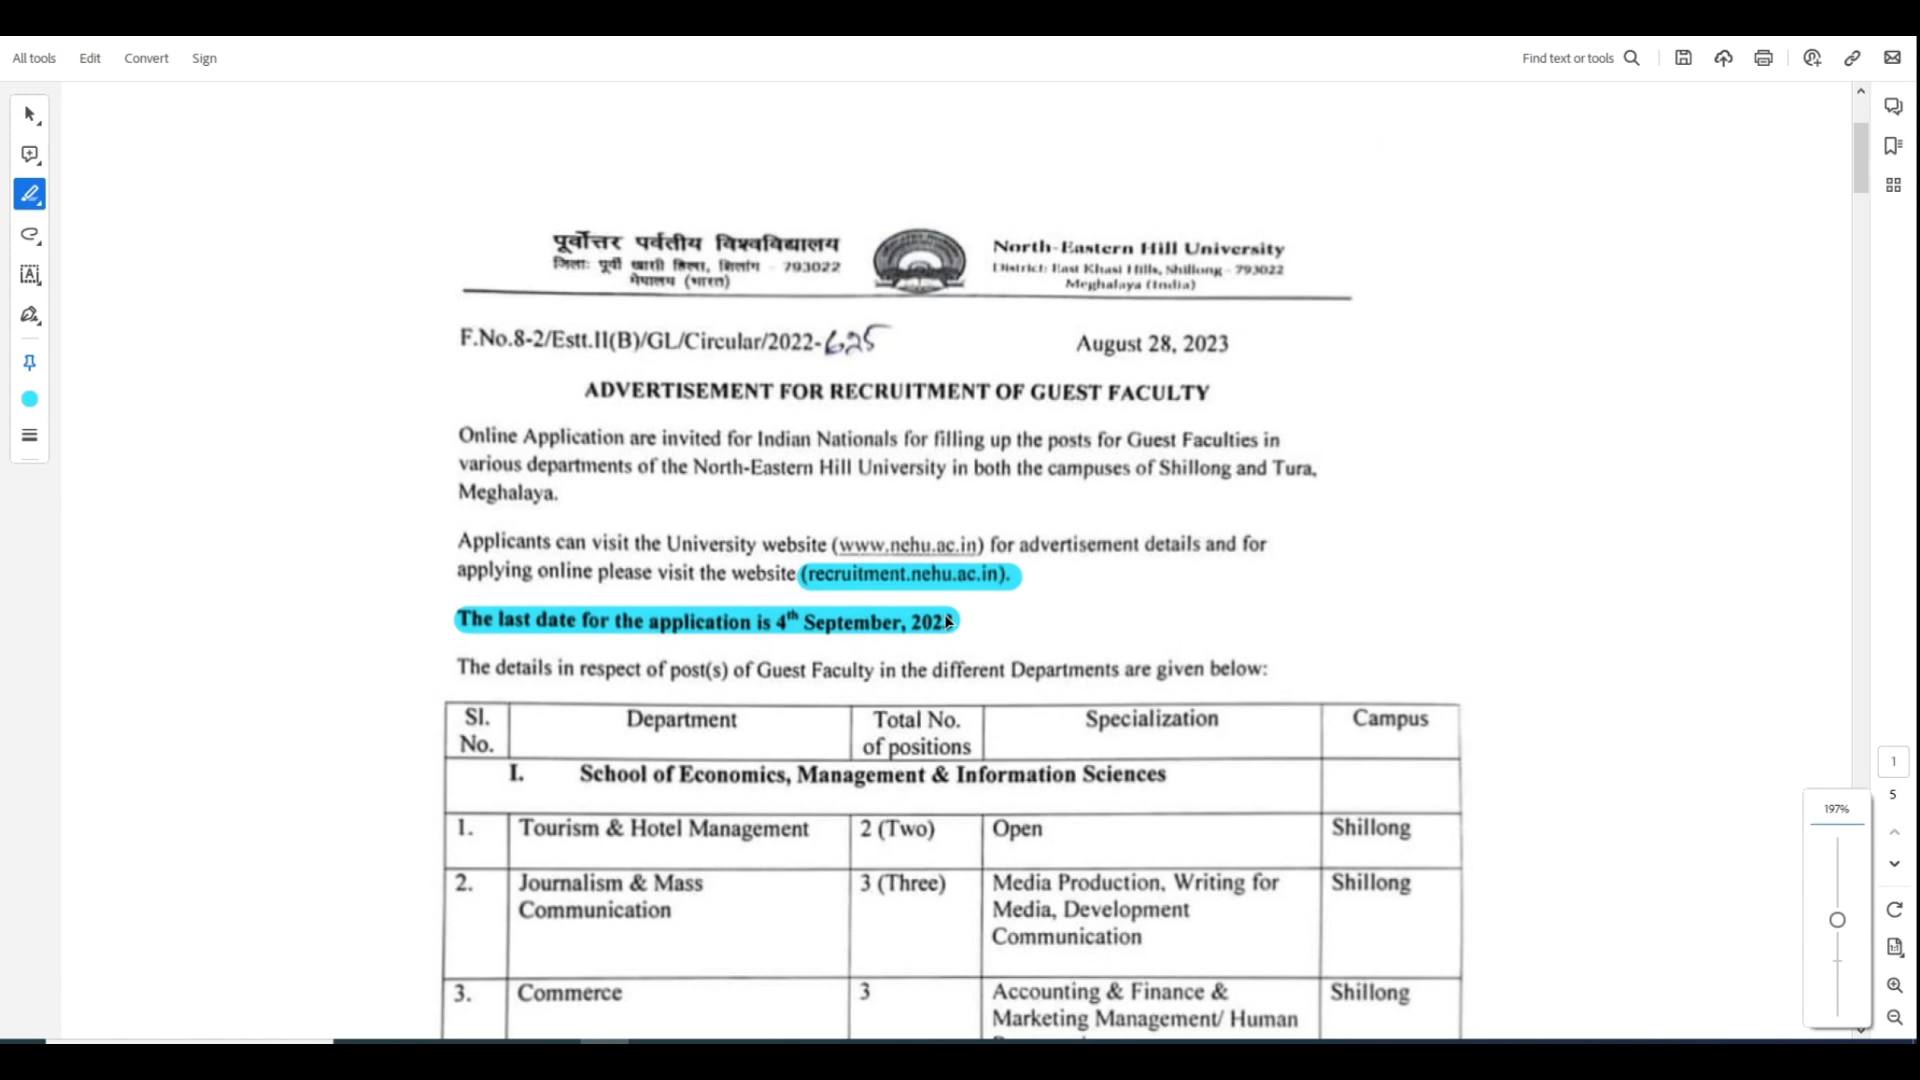 All tools Edit Convert Sign Find text or tools
पूर्वोत्तर पर्वतीय विश्वविद्यालय
जिला: पूर्वी खासी हिल्स, शिलांग - 793022
मेघालय (भारत)
North-Eastern Hill University
District: East Khasi Hills, Shillong - 793022
Meghalaya (India)
F.No.8-2/Estt.II(B)/GL/Circular/2022-625 August 28, 2023
ADVERTISEMENT FOR RECRUITMENT OF GUEST FACULTY
Online Application are invited for Indian Nationals for filling up the posts for Guest Faculties in
various departments of the North-Eastern Hill University in both the campuses of Shillong and Tura,
Meghalaya.
Applicants can visit the University website (www.nehu.ac.in) for advertisement details and for
applying online please visit the website (recruitment.nehu.ac.in).
The last date for the application is 4th September,
The details in respect of post(s) of Guest Faculty in the different Departments are given below:
Sl. No. Department Total No. of positions Specialization Campus
I. School of Economics, Management & Information Sciences
1. Tourism & Hotel Management 2 (Two) Open Shillong
2. Journalism & Mass Communication 3 (Three) Media Production, Writing for Media, Development Communication Shillong
3. Commerce 3 Accounting & Finance & Marketing Management/ Human Shillong
1
5
197%